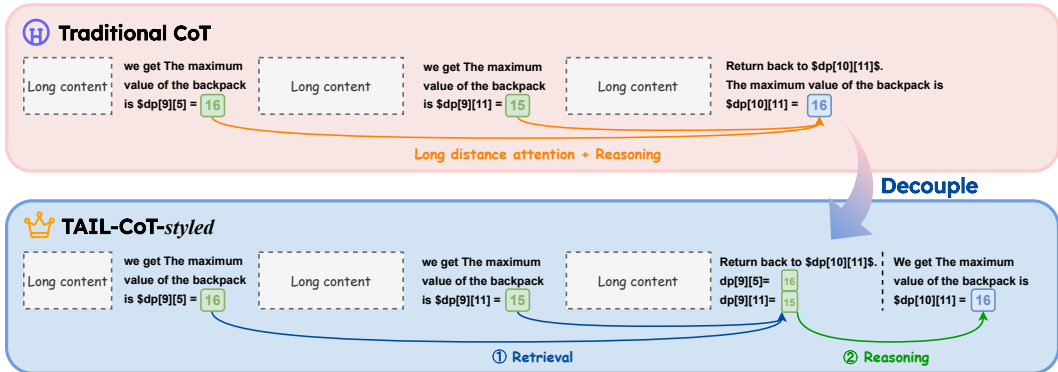 Traditional CoT
Long content
we get The maximum
value of the backpack
is $dp[9][5] = 16
Long content
we get The maximum
value of the backpack
is $dp[9][11] = 15
Long content
Return back to $dp[10][11]$.
The maximum value of the backpack is
$dp[10][11] = 16
Long distance attention + Reasoning
Decouple
TAIL-CoT-styled
Long content
we get The maximum
value of the backpack
is $dp[9][5] = 16
Long content
we get The maximum
value of the backpack
is $dp[9][11] = 15
Long content
Return back to $dp[10][11]$.
dp[9][5]= 16
dp[9][11]= 15
We get The maximum
value of the backpack is
$dp[10][11] = 16
① Retrieval
② Reasoning